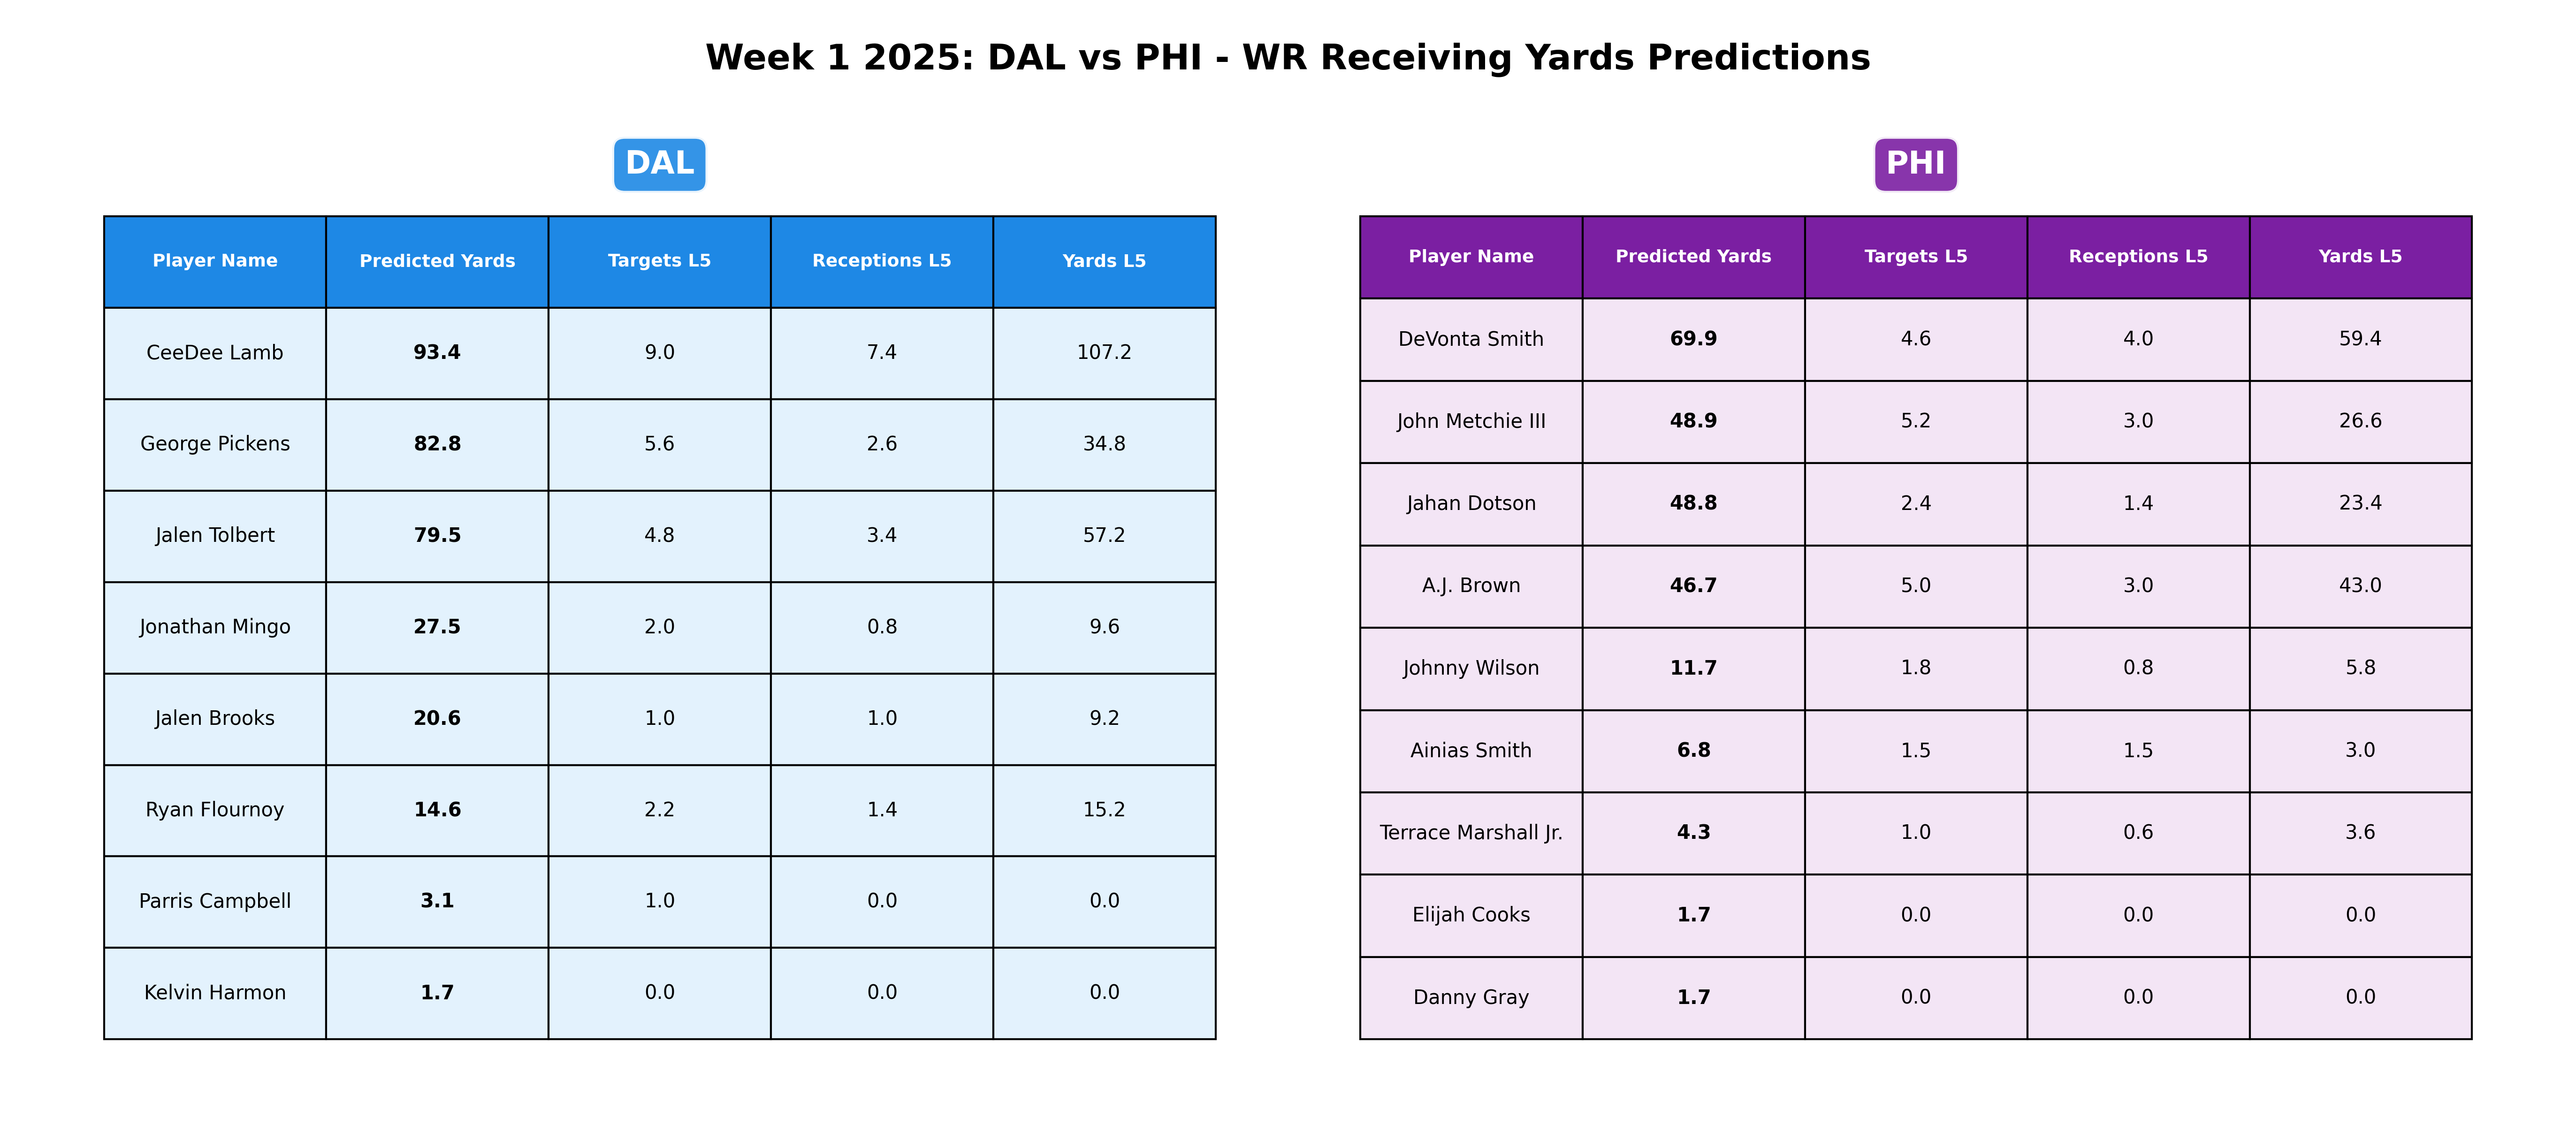 Week 1 2025: DAL vs PHI - WR Receiving Yards Predictions
DAL
Player Name Predicted Yards Targets L5 Receptions L5 Yards L5
CeeDee Lamb 93.4 9.0 7.4 107.2
George Pickens 82.8 5.6 2.6 34.8
Jalen Tolbert 79.5 4.8 3.4 57.2
Jonathan Mingo 27.5 2.0 0.8 9.6
Jalen Brooks 20.6 1.0 1.0 9.2
Ryan Flournoy 14.6 2.2 1.4 15.2
Parris Campbell 3.1 1.0 0.0 0.0
Kelvin Harmon 1.7 0.0 0.0 0.0
PHI
Player Name Predicted Yards Targets L5 Receptions L5 Yards L5
DeVonta Smith 69.9 4.6 4.0 59.4
John Metchie III 48.9 5.2 3.0 26.6
Jahan Dotson 48.8 2.4 1.4 23.4
A.J. Brown 46.7 5.0 3.0 43.0
Johnny Wilson 11.7 1.8 0.8 5.8
Ainias Smith 6.8 1.5 1.5 3.0
Terrace Marshall Jr. 4.3 1.0 0.6 3.6
Elijah Cooks 1.7 0.0 0.0 0.0
Danny Gray 1.7 0.0 0.0 0.0